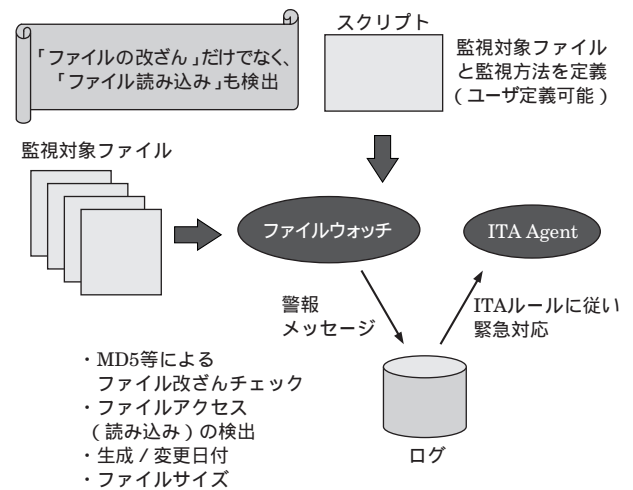 「ファイルの改ざん」だけでなく、
「ファイル読み込み」も検出
スクリプト
監視対象ファイル
と監視方法を定義
（ユーザ定義可能）
監視対象ファイル
ファイルウォッチ
ITA Agent
警報
メッセージ
ITAルールに従い
緊急対応
・MD5等による
ファイル改ざんチェック
・ファイルアクセス
（読み込み）の検出
・生成／変更日付
・ファイルサイズ
ログ